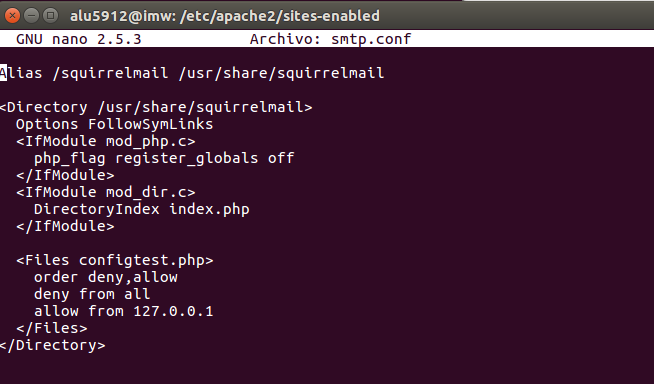 alu5912@imw: /etc/apache2/sites-enabled
GNU nano 2.5.3 Archivo: smtp.conf
Alias /squirrelmail /usr/share/squirrelmail
<Directory /usr/share/squirrelmail>
Options FollowSymLinks
<IfModule mod_php.c>
php_flag register_globals off
</IfModule>
<IfModule mod_dir.c>
DirectoryIndex index.php
</IfModule>
<Files configtest.php>
order deny,allow
deny from all
allow from 127.0.0.1
</Files>
</Directory>